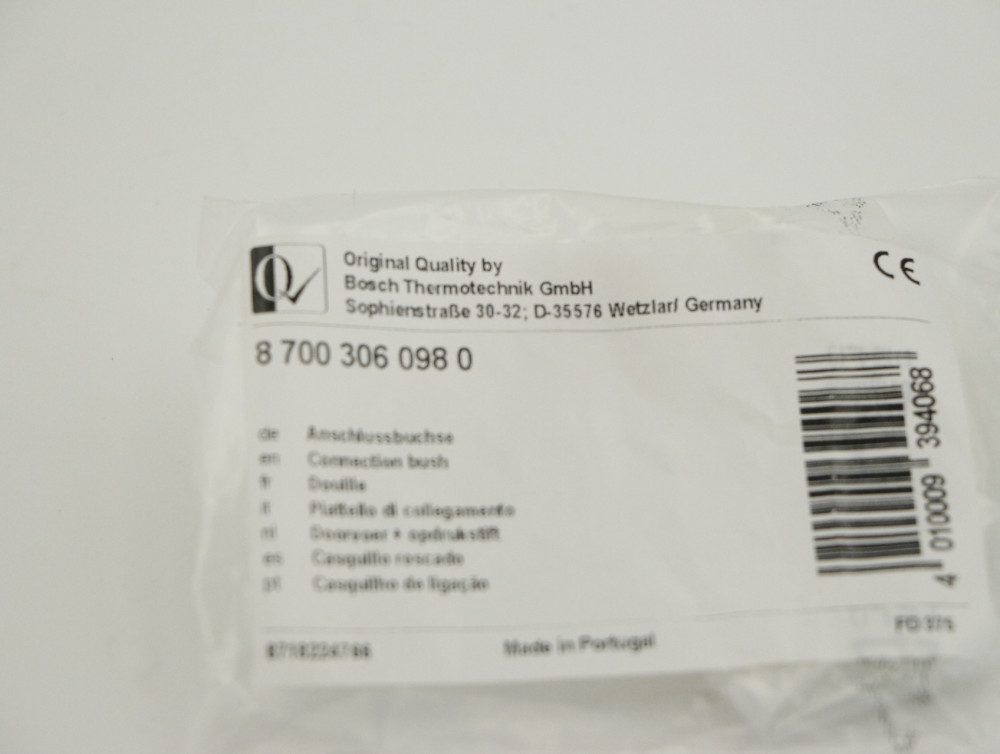 Original Quality by
Bosch Thermotechnik GmbH
Sophienstraße 30-32; D-35576 Wetzlar/ Germany
CE
8 700 306 098 0
de Anschlussbuchse
en Connection bush
fr Douille
it Piattello di collegamento
nl
es Casquillo roscado
pt Casquilho de ligação
4 010009 394068
Made in Portugal